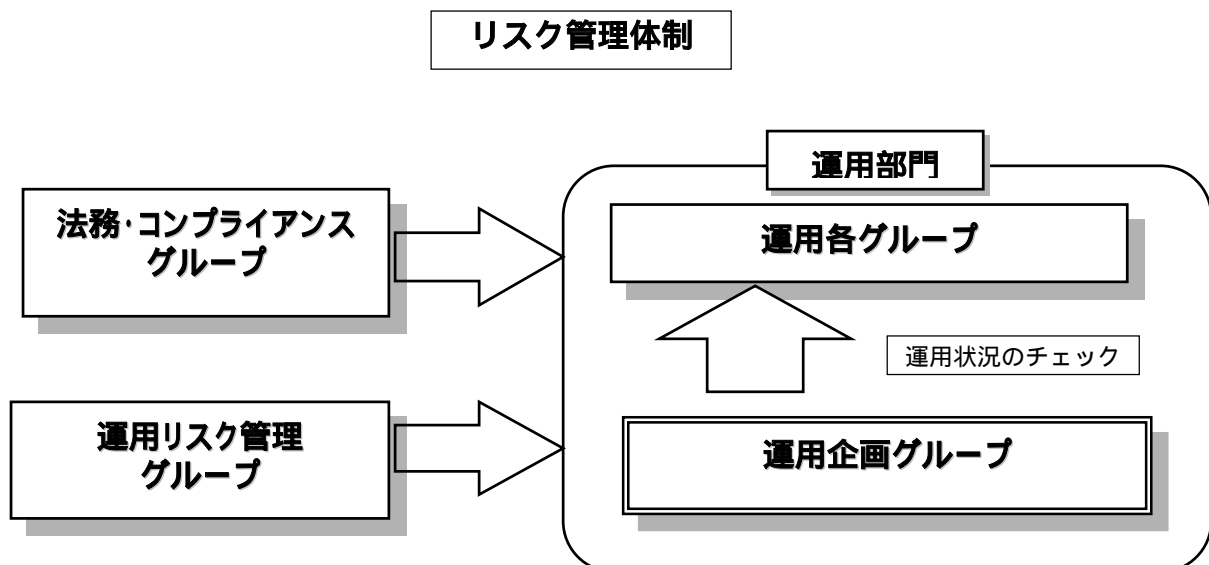 リスク管理体制
運用部門
法務･コンプライアンス
グループ
運用各グループ
運用状況のチェック
運用リスク管理
グループ
運用企画グループ